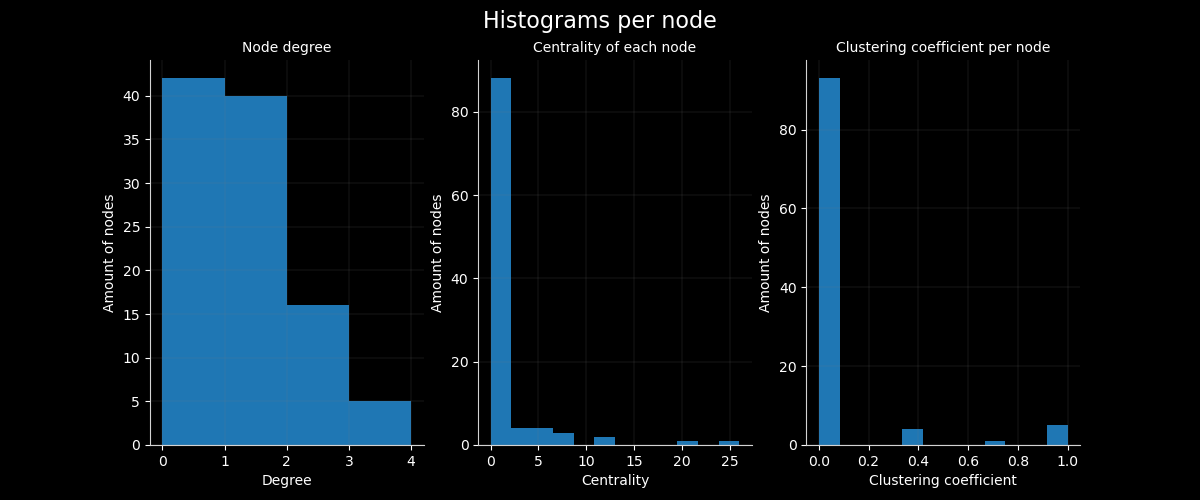 Histograms per node
Node degree
Centrality of each node
Clustering coefficient per node
Amount of nodes
40
35
30
25
20
15
10
5
0
0 1 2 3 4
Degree
Amount of nodes
80
60
40
20
0
0 5 10 15 20 25
Centrality
Amount of nodes
80
60
40
20
0
0.0 0.2 0.4 0.6 0.8 1.0
Clustering coefficient